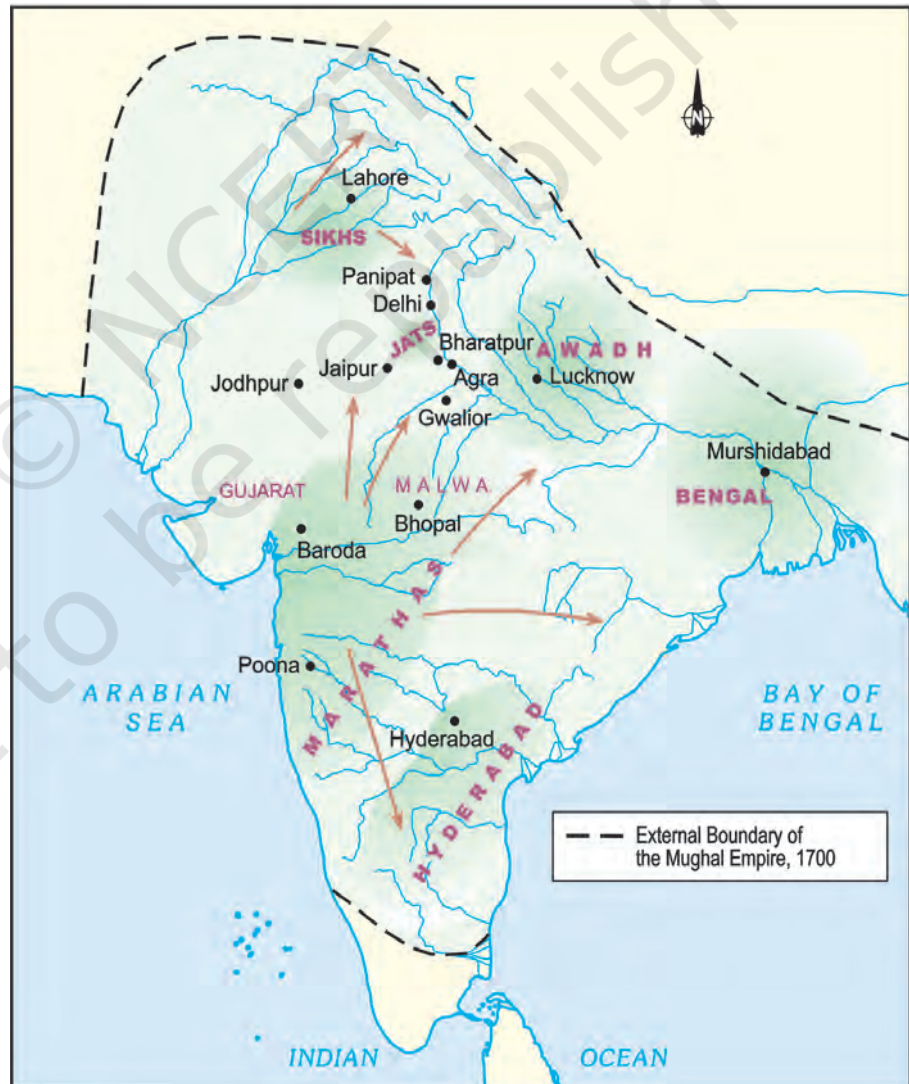 © NCERT
to be republish
N
Lahore
SIKHS
Panipat
Delhi
JATS
Bharatpur
AWADH
Jaipur
Agra
Lucknow
Jodhpur
Gwalior
Murshidabad
GUJARAT
MALWA
BENGAL
Bhopal
Baroda
MARATHAS
Poona
ARABIAN
SEA
BAY OF
BENGAL
Hyderabad
HYDERABAD
External Boundary of
the Mughal Empire, 1700
INDIAN
OCEAN